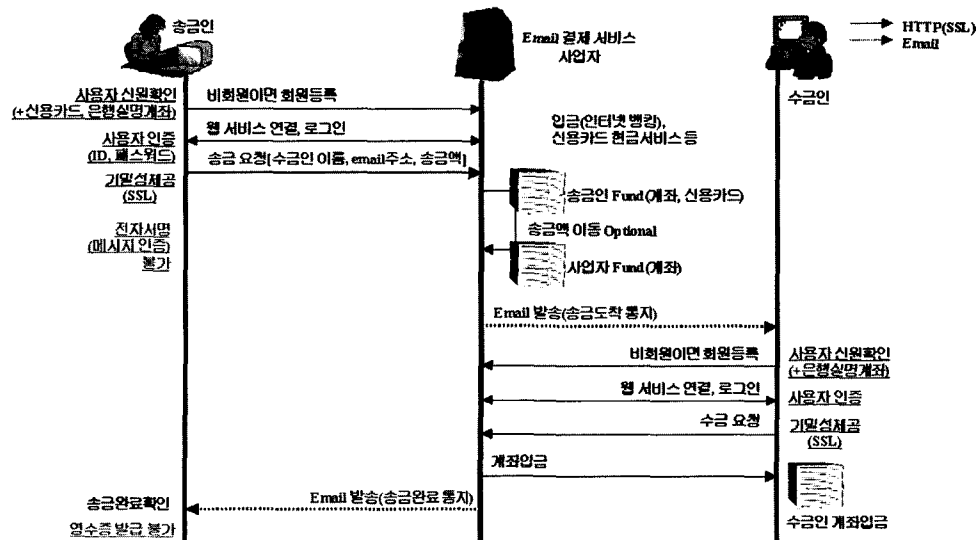 송금인
Email 결제 서비스
사업자
HTTP(SSL)
Email
수금인
사용자 신원확인
(+신용카드, 은행실명계좌)
비회원이면 회원등록
입금(인터넷 뱅킹),
신용카드 현금서비스 등
웹 서비스 연결, 로그인
사용자 인증
(ID, 패스워드)
송금 요청[수금인 이름, email주소, 송금액]
기밀성제공
(SSL)
송금인 Fund (계좌, 신용카드)
전자서명
(메시지 인증)
불가
송금액 이동 Optional
사업자 Fund (계좌)
Email 발송(송금도착 통지)
비회원이면 회원등록
사용자 신원확인
(+은행실명계좌)
웹 서비스 연결, 로그인
사용자 인증
수금 요청
기밀성제공
(SSL)
계좌입금
Email 발송(송금완료 통지)
송금완료확인
영수증 발급 불가
수금인 계좌입금